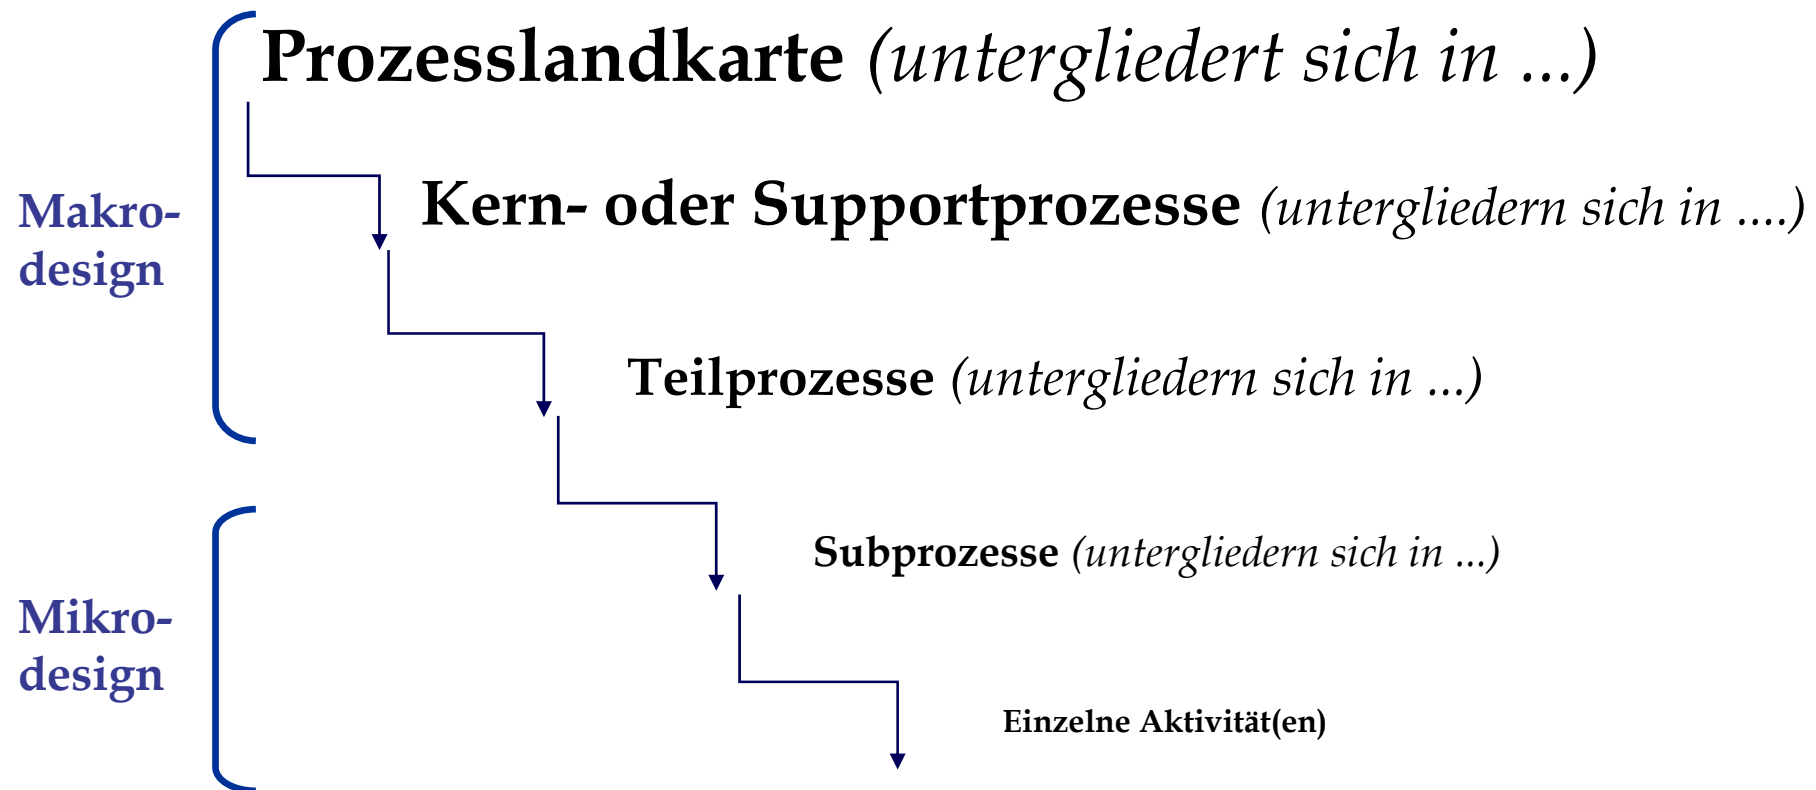 Prozesslandkarte (untergliedert sich in ...)
Kern- oder Supportprozesse (untergliedern sich in ....)
Makro-
design
Teilprozesse (untergliedern sich in ...)
Subprozesse (untergliedern sich in ...)
Mikro-
design
Einzelne Aktivität(en)